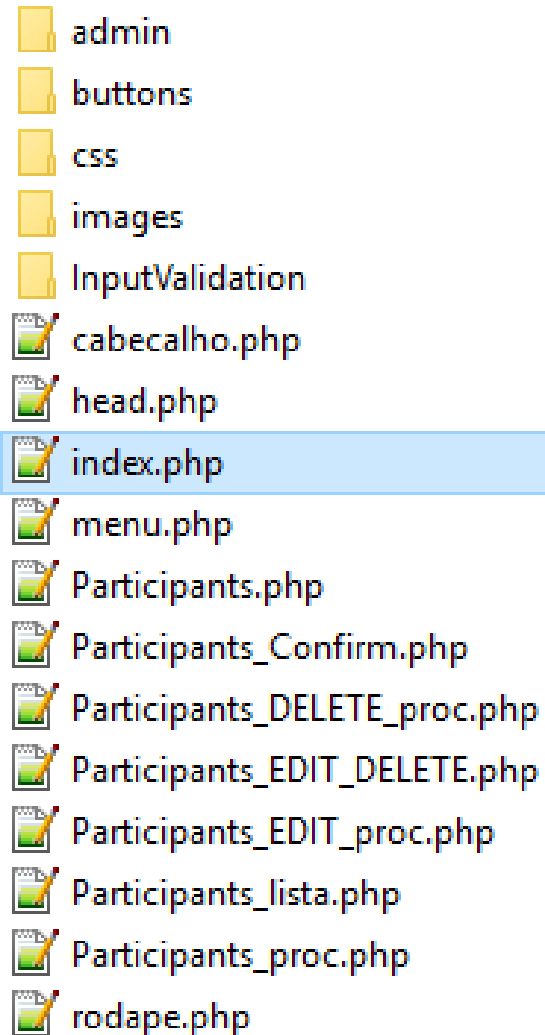 admin
buttons
css
images
InputValidation
cabecalho.php
head.php
index.php
menu.php
Participants.php
Participants_Confirm.php
Participants_DELETE_proc.php
Participants_EDIT_DELETE.php
Participants_EDIT_proc.php
Participants_lista.php
Participants_proc.php
rodape.php